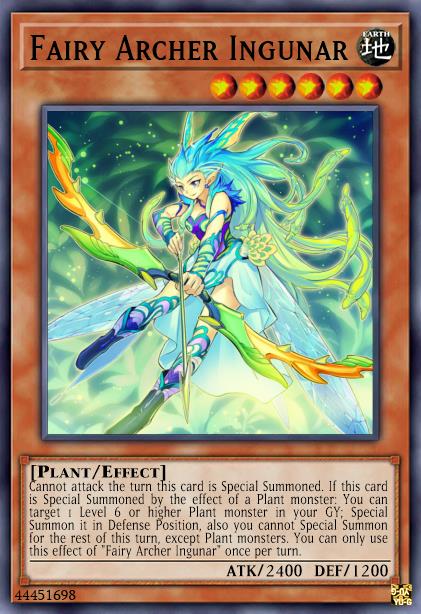 FAIRY ARCHER INGUNAR
EARTH
地
[PLANT/EFFECT]
Cannot attack the turn this card is Special Summoned. If this card
is Special Summoned by the effect of a Plant monster: You can
target 1 Level 6 or higher Plant monster in your GY; Special
Summon it in Defense Position, also you cannot Special Summon
for the rest of this turn, except Plant monsters. You can only use
this effect of "Fairy Archer Ingunar" once per turn.
ATK/2400 DEF/1200
44451698